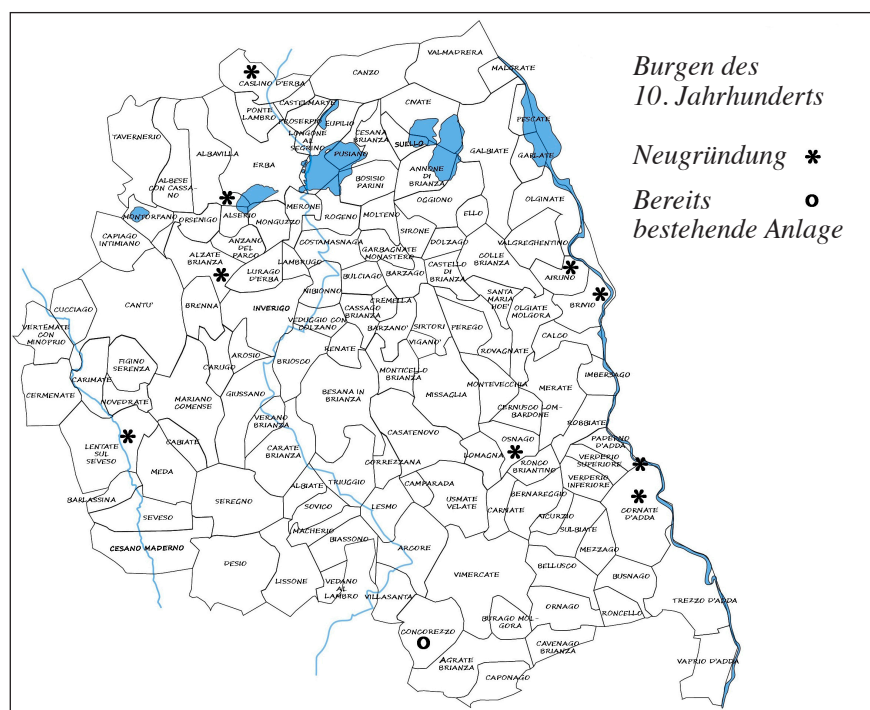 Burgen des
10. Jahrhunderts
Neugründung *
Bereits
bestehende Anlage o
VALMADRERA
MALGRATE
CANZO
CASLINO D'ERBA
CASTELMARTE
PONTE
LAMBRO
PROSERPIO
EUPILIO
CIVATE
PESCATE
TAVERNERIO
LONGONE
AL
SEGRINO
CESANA
BRIANZA
SUELLO
GALBIATE
GARLATE
ALBAVILLA
ERBA
PUSIANO
ANNONE
DI
BRIANZA
ALBESE
CON CASSA-
NO
BOSISIO
PARINI
OGGIONO
OLGINATE
MONTORFANO
ORSENIGO
ALSERIO
MONGUZZO
MERONE
ROGENO
MOLTENO
SIRONE
ELLO
CAPIAGO
INTIMIANO
ANZANO
DEL
PARCO
COSTAMASNAGA
DOLZAGO
VALGREGHENTINO
ALZATE
BRIANZA
LAMBRUGO
GARBAGNATE
MONASTERO
COLLE
BRIANZA
LURAGO
D'ERBA
BULCIAGO
BARZAGO
CASTELLO
DI
BRIANZA
AIRUNO
CUCCIAGO
CANTU'
BRENNA
INVERIGO
NIBIONNO
CREMELLA
SANTA
MARIA
HOE'
OLGIATE
MOLGORA
BRIVIO
VEDUGGIO CON
COLZANO
CASSAGO
BRIANZA
BARZANO'
SIRTORI
PEREGO
VERTEMATE
CON
MINOPRIO
VIGANO'
CALCO
FIGINO
SERENZA
AROSIO
BRIOSCO
RENATE
ROVAGNATE
CARIMATE
CARUGO
MONTICELLO
BRIANZA
IMBERSAGO
CERMENATE
NOVEDRATE
MARIANO
COMENSE
GIUSSANO
BESANA IN
BRIANZA
MISSAGLIA
MONTEVECCHIA
MERATE
VERANO
BRIANZA
CERNUSCO LOM-
BARDONE
ROBBIATE
LENTATE
SUL
SEVESO
CABIATE
CARATE
BRIANZA
CASATENOVO
OSNAGO
PADERNO
D'ADDA
MEDA
CORREZZANA
LOMAGNA
RONCO
BRIANTINO
VERDERIO
SUPERIORE
VERDERIO
INFERIORE
BARLASSINA
SEREGNO
ALBIATE
TRIUGGIO
CAMPARADA
BERNAREGGIO
SEVESO
SOVICO
LESMO
USMATE
VELATE
CARNATE
AICURZIO
CORNATE
D'ADDA
MACHERIO
SULBIATE
CESANO MADERNO
BIASSONO
ARCORE
MEZZAGO
DESIO
LISSONE
VEDANO
AL
LAMBRO
VILLASANTA
VIMERCATE
BELLUSCO
BUSNAGO
ORNAGO
RONCELLO
TREZZO D'ADDA
CONCOREZZO
BURAGO MOL-
GORA
CAVENAGO
BRIANZA
AGRATE
BRIANZA
CAPONAGO
VAPRIO D'ADDA